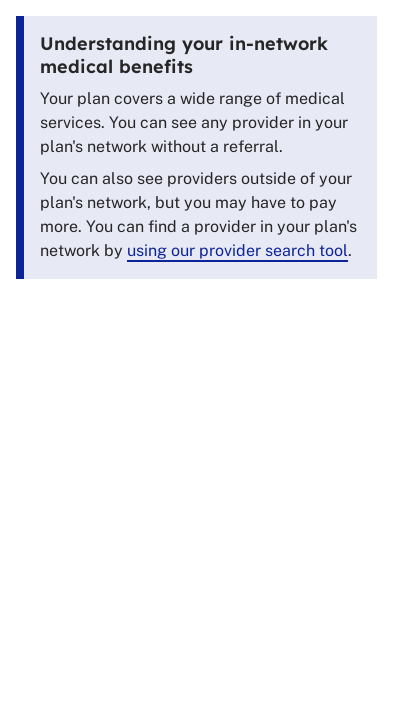 Understanding your in-network
medical benefits
Your plan covers a wide range of medical
services. You can see any provider in your
plan's network without a referral.
You can also see providers outside of your
plan's network, but you may have to pay
more. You can find a provider in your plan's
network by using our provider search tool.